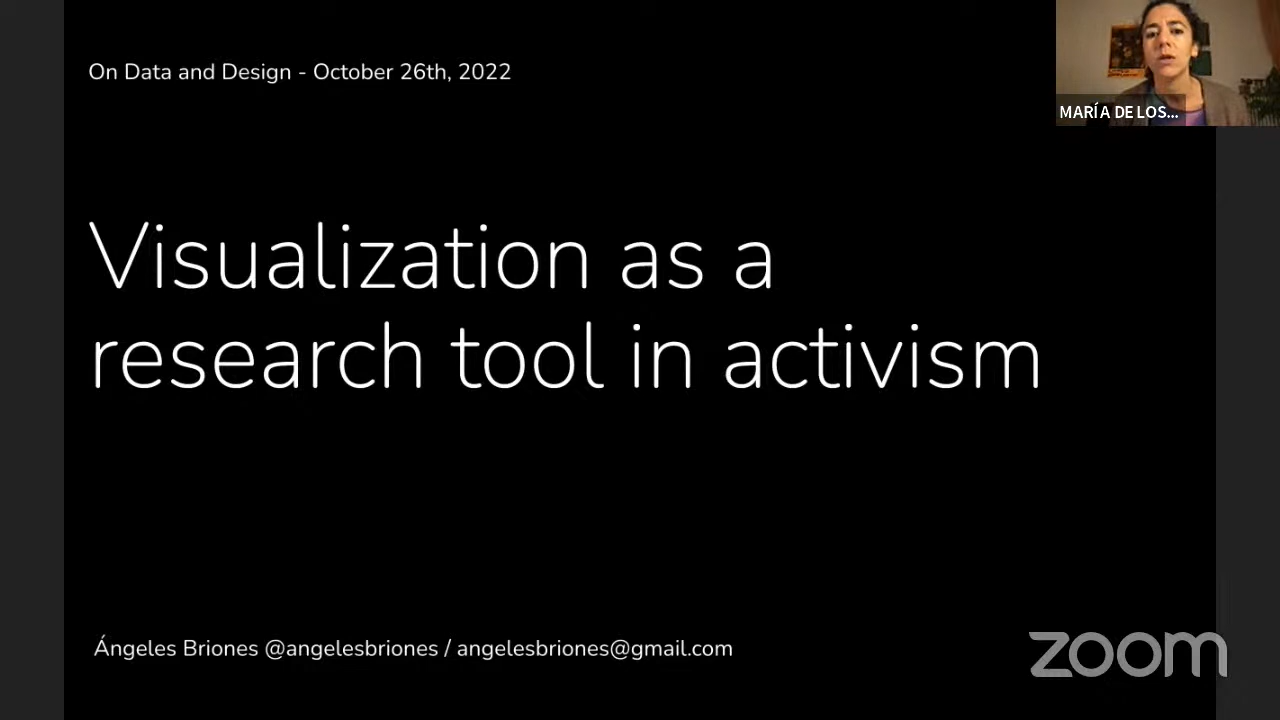 On Data and Design - October 26th, 2022
MARÍA DE LOS...
Visualization as a
research tool in activism
Ángeles Briones @angelesbriones / angelesbriones@gmail.com
zoom